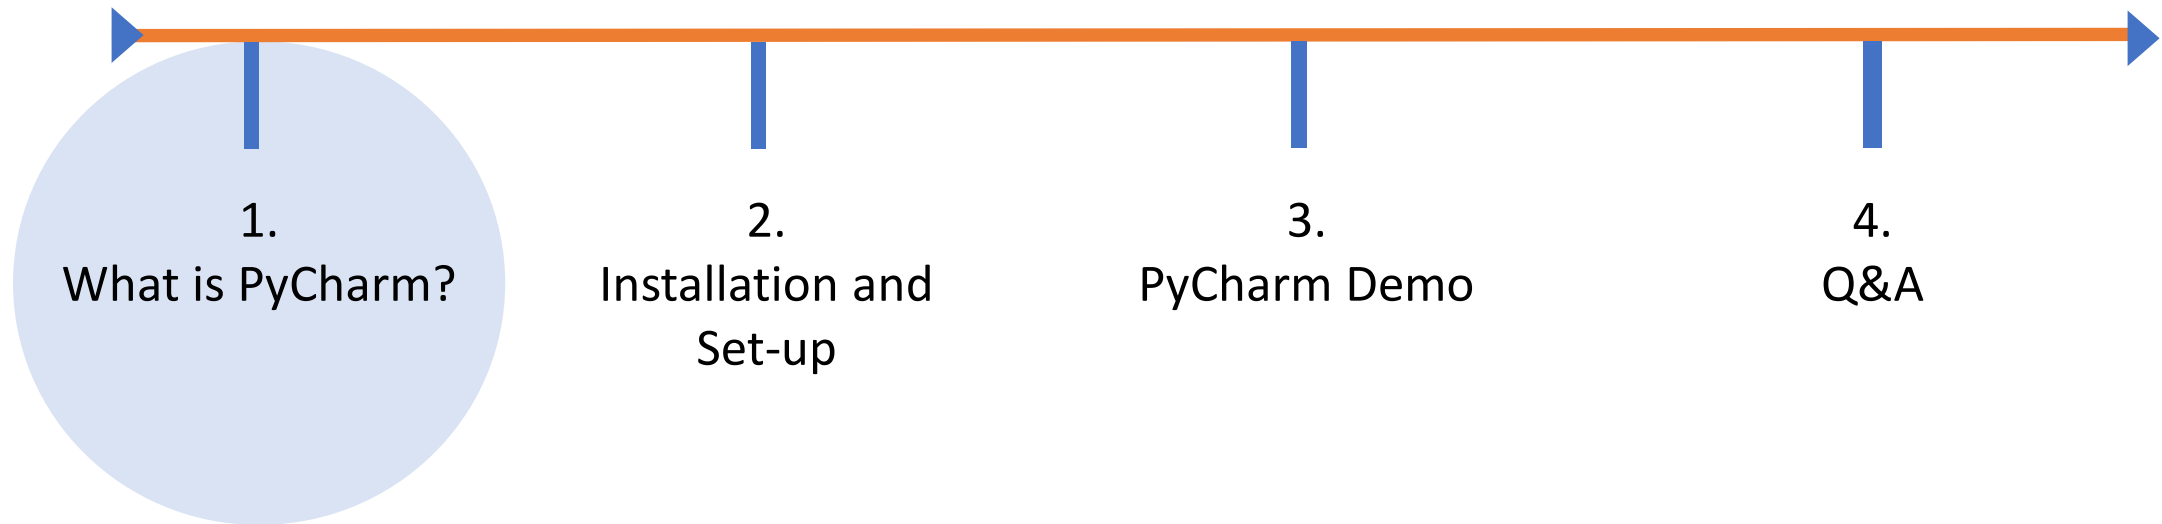 1.
What is PyCharm?
2.
Installation and
Set-up
3.
PyCharm Demo
4.
Q&A